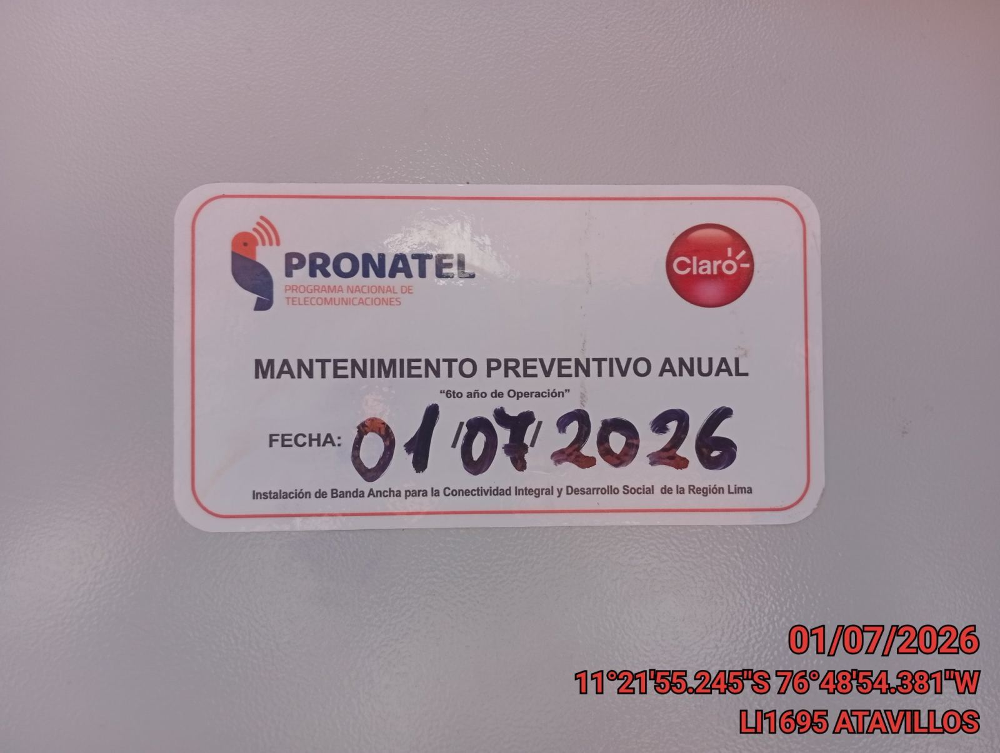 PRONATEL
PROGRAMA NACIONAL DE
TELECOMUNICACIONES
Claro
MANTENIMIENTO PREVENTIVO ANUAL
“6to año de Operación”
FECHA: 01/07/2026
Instalación de Banda Ancha para la Conectividad Integral y Desarrollo Social de la Región Lima
01/07/2026
11°21'55.245"S 76°48'54.381"W
LI1695 ATAVILLOS